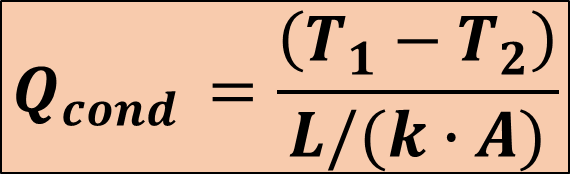 Q_cond = (T_1 − T_2) / L/(k · A)